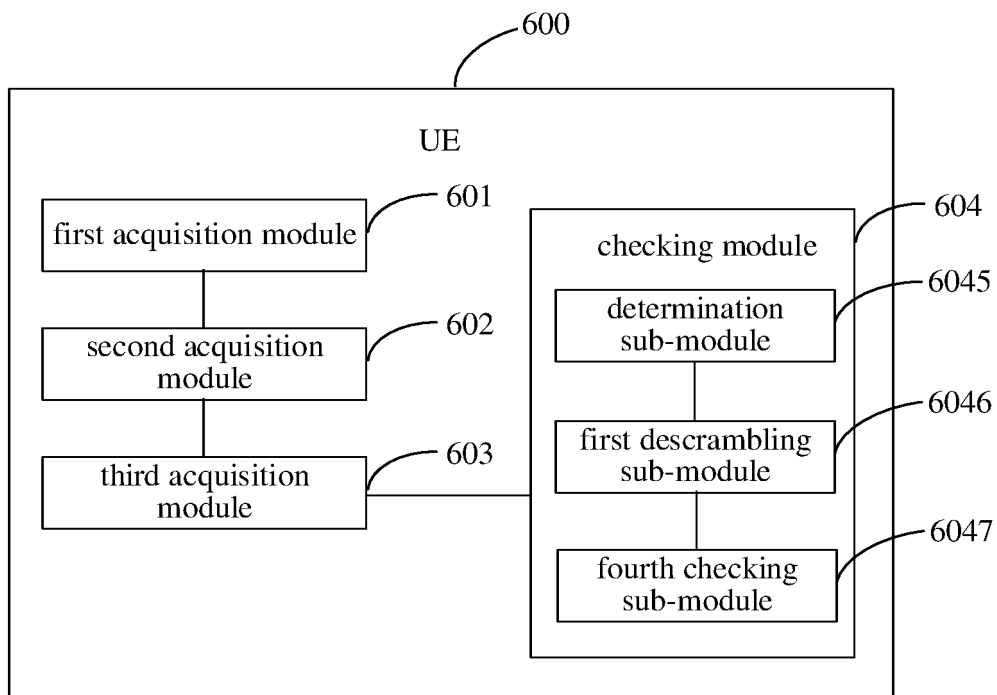 600
UE
601
first acquisition module
604
checking module
6045
determination
sub-module
602
second acquisition
module
6046
first descrambling
sub-module
603
third acquisition
module
6047
fourth checking
sub-module